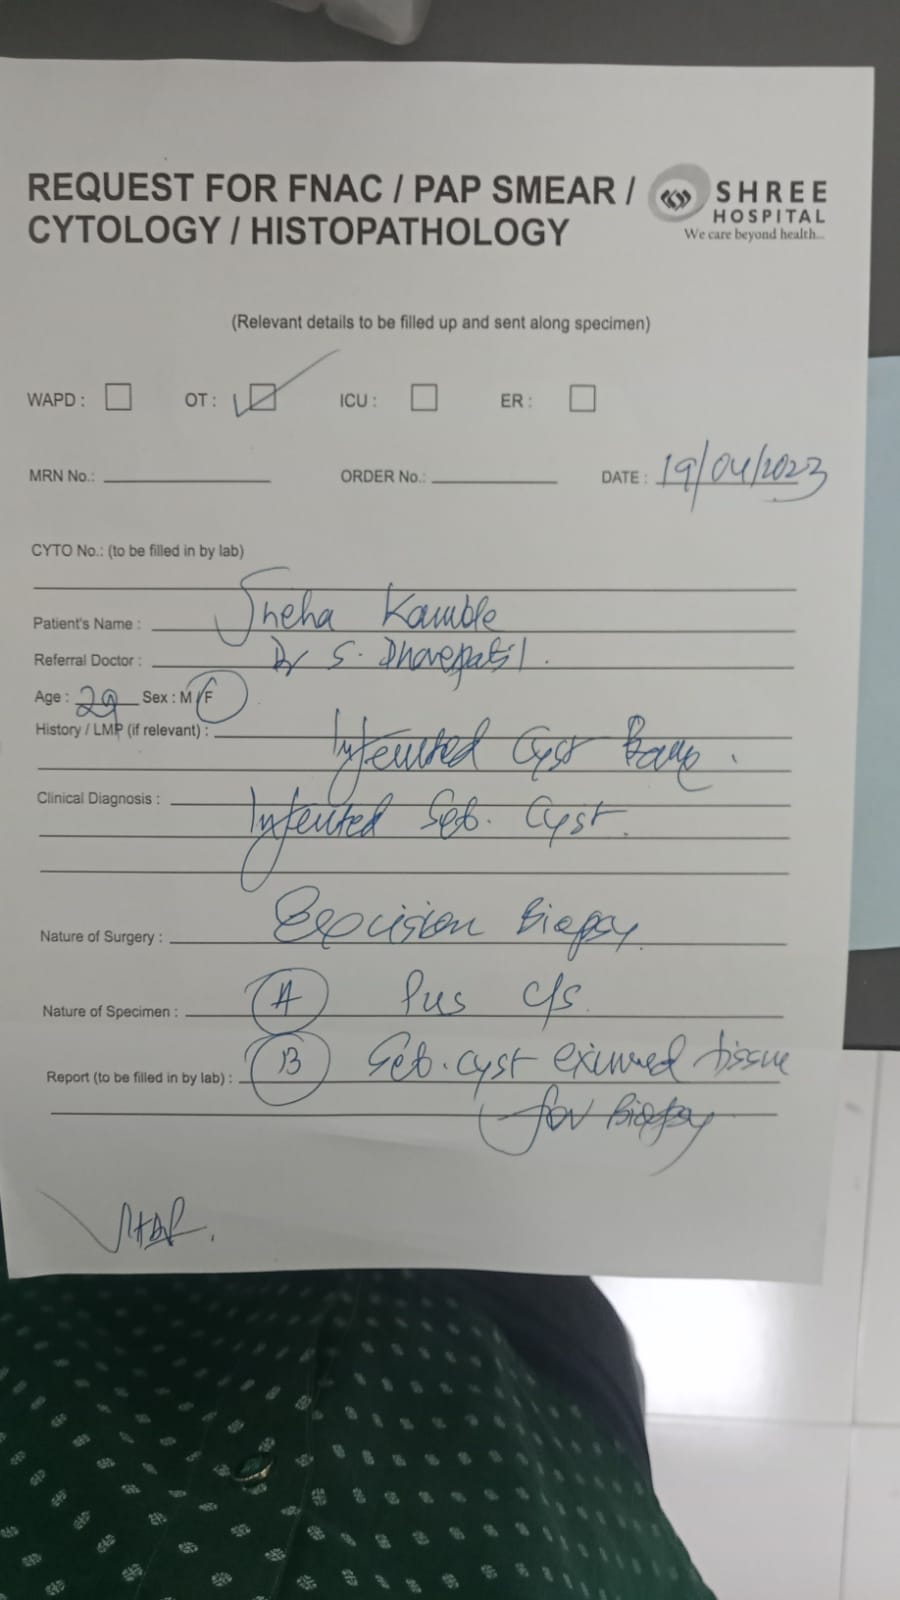 REQUEST FOR FNAC / PAP SMEAR /
CYTOLOGY / HISTOPATHOLOGY
SHREE
HOSPITAL
We care beyond health...
(Relevant details to be filled up and sent along specimen)
WAPD : OT : ICU : ER :
MRN No.: ORDER No.: DATE : 19/04/2023
CYTO No.: (to be filled in by lab)
Patient's Name : Sneha Kamble
Referral Doctor : Dr S.
Age : 29 Sex : M / F
History / LMP (if relevant) : Infected Cyst
Clinical Diagnosis : Infected Seb. Cyst.
Nature of Surgery : Excision Biopsy.
Nature of Specimen : A Pus c/s.
Report (to be filled in by lab) : B Seb. cyst excised tissue
for Biopsy